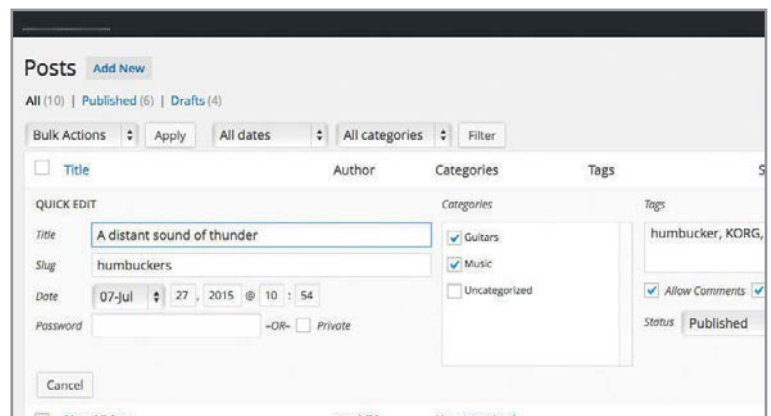 Posts Add New
All (10) | Published (6) | Drafts (4)
Bulk Actions Apply All dates All categories Filter
Title Author Categories Tags
QUICK EDIT Categories Tags
Title A distant sound of thunder Guitars humbucker, KORG,
Slug humbuckers Music
Date 07-Jul 27 , 2015 @ 10 : 54 Uncategorized Allow Comments
Password –OR– Private Status Published
Cancel